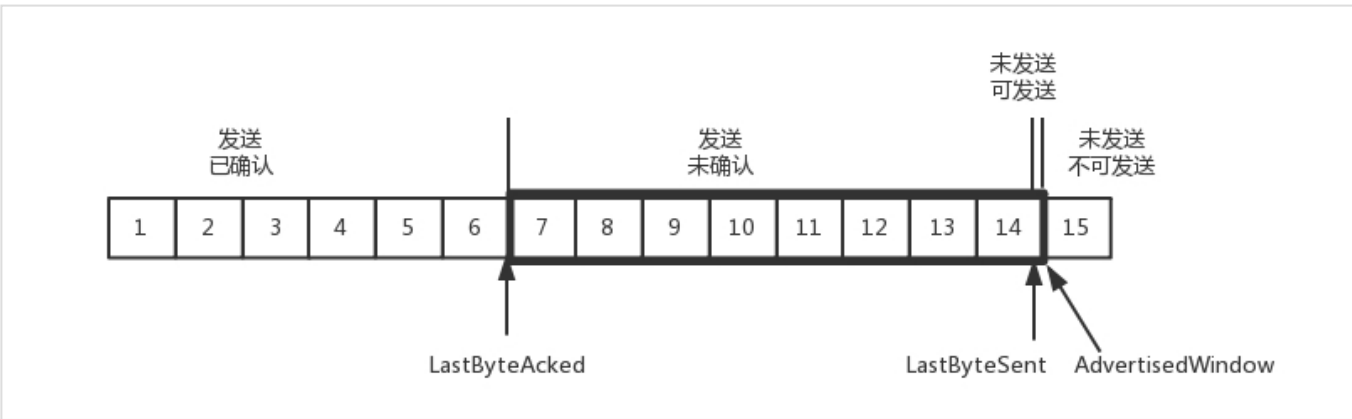 未发送
可发送
发送
已确认
发送
未确认
未发送
不可发送
1 2 3 4 5 6 7 8 9 10 11 12 13 14 15
LastByteAcked LastByteSent AdvertisedWindow